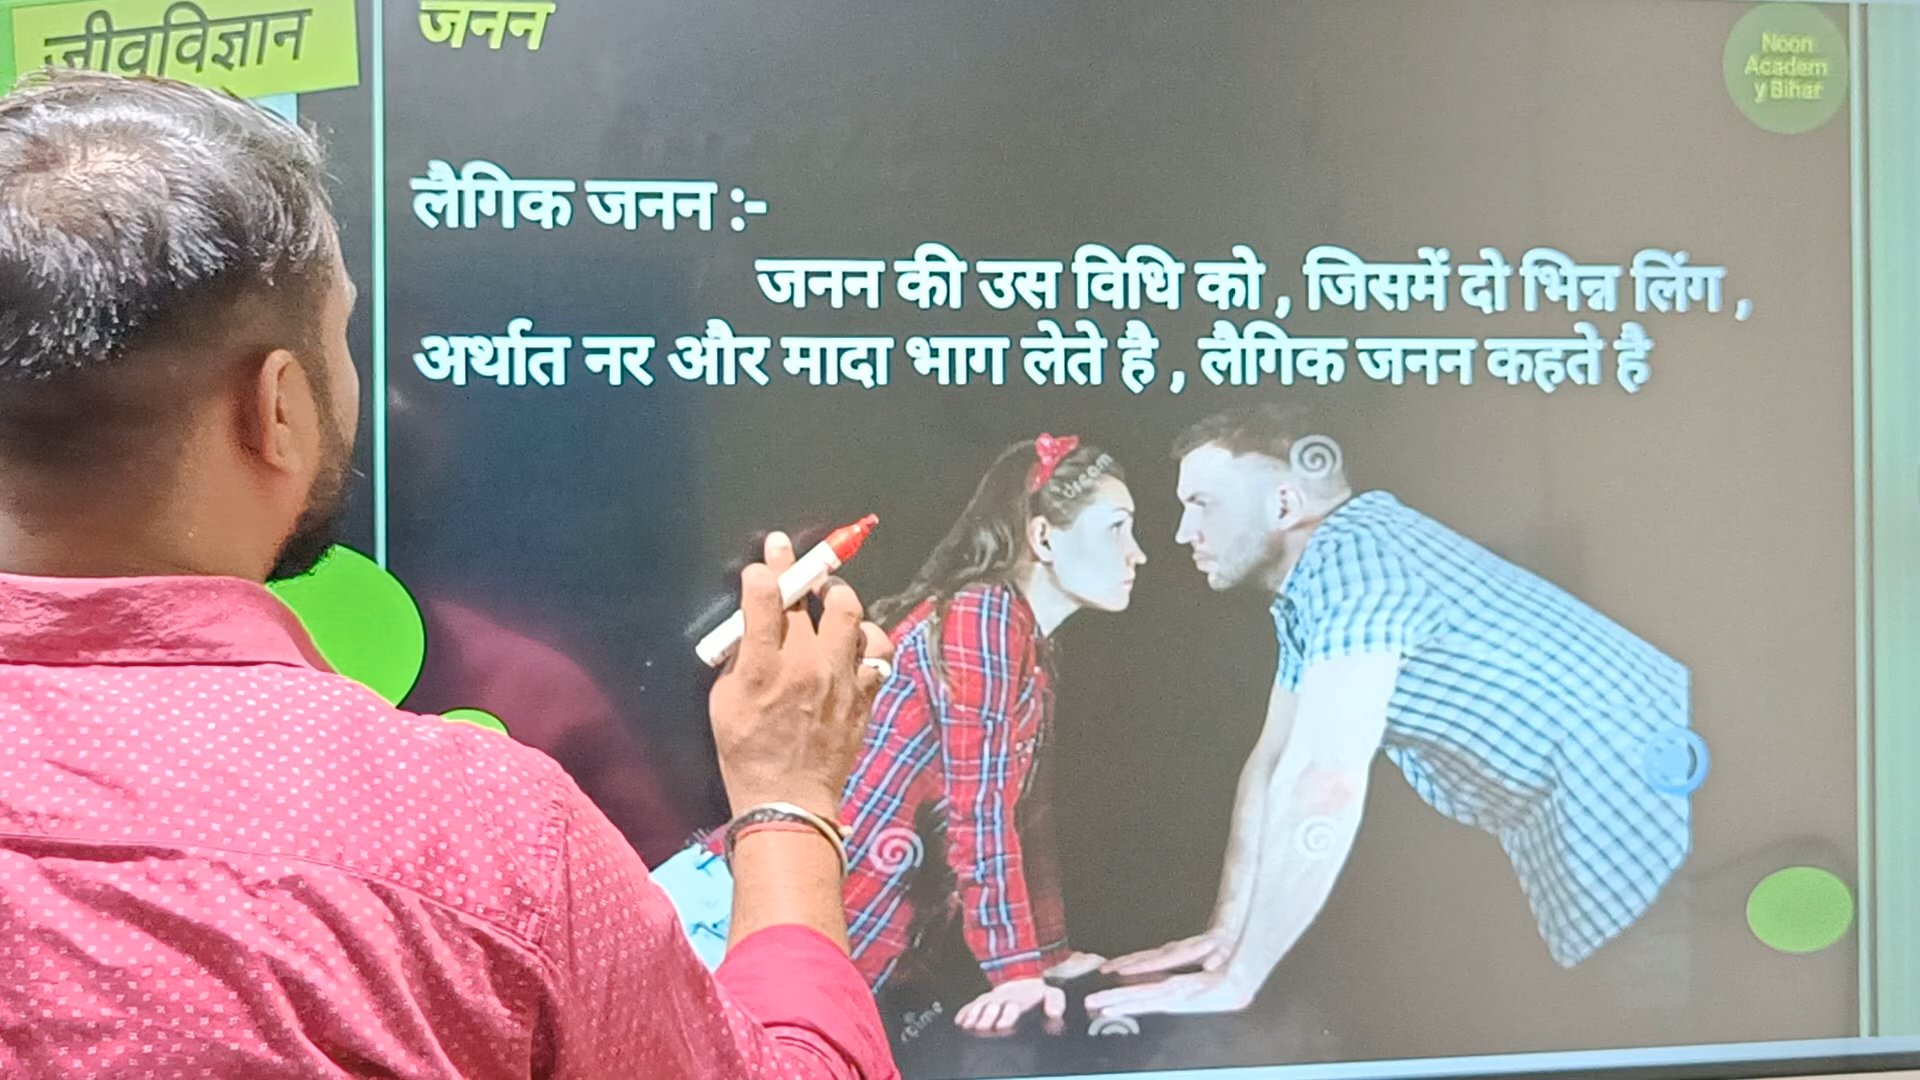 जीवविज्ञान
जनन
Noon
Academ
y Bihar
लैगिक जनन :-
जनन की उस विधि को , जिसमें दो भिन्न लिंग ,
अर्थात नर और मादा भाग लेते है , लैगिक जनन कहते है